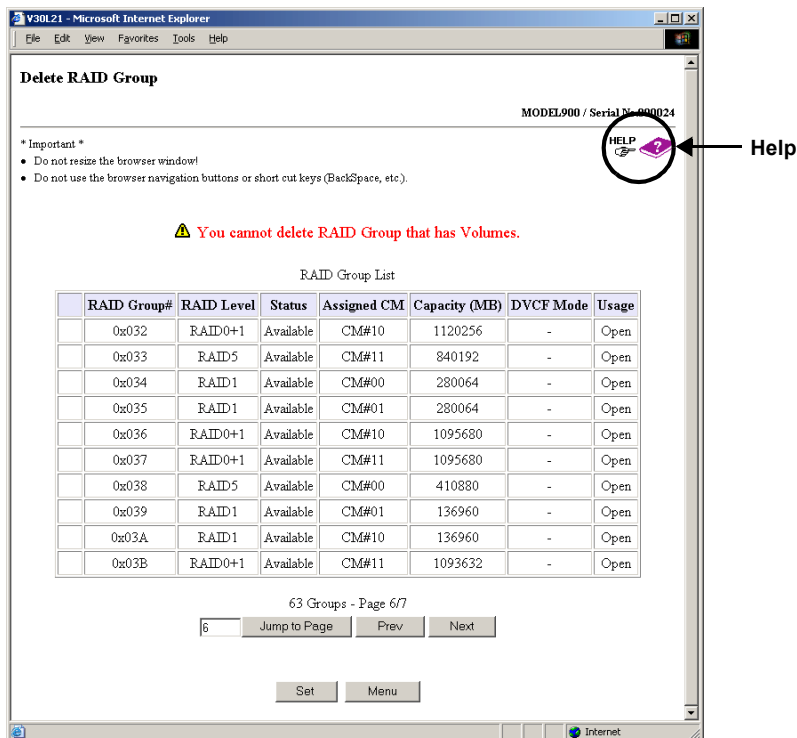 V30L21 - Microsoft Internet Explorer
File Edit View Favorites Tools Help
Delete RAID Group
MODEL900 / Serial No.000024
* Important *
HELP
?
Help
• Do not resize the browser window!
• Do not use the browser navigation buttons or short cut keys (BackSpace, etc.).
You cannot delete RAID Group that has Volumes.
RAID Group List
RAID Group# RAID Level Status Assigned CM Capacity (MB) DVCF Mode Usage
0x032 RAID0+1 Available CM#10 1120256 - Open
0x033 RAID5 Available CM#11 840192 - Open
0x034 RAID1 Available CM#00 280064 - Open
0x035 RAID1 Available CM#01 280064 - Open
0x036 RAID0+1 Available CM#10 1095680 - Open
0x037 RAID0+1 Available CM#11 1095680 - Open
0x038 RAID5 Available CM#00 410880 - Open
0x039 RAID1 Available CM#01 136960 - Open
0x03A RAID1 Available CM#10 136960 - Open
0x03B RAID0+1 Available CM#11 1093632 - Open
63 Groups - Page 6/7
6 Jump to Page Prev Next
Set Menu
Internet